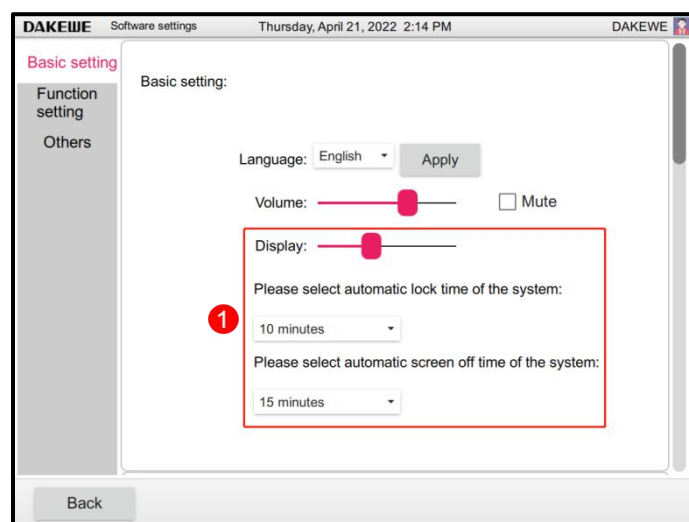 DAKEWE Software settings Thursday, April 21, 2022 2:14 PM DAKEWE
Basic setting
Function
setting
Others
Basic setting:
Language: English Apply
Volume: Mute
Display:
Please select automatic lock time of the system:
1
10 minutes
Please select automatic screen off time of the system:
15 minutes
Back